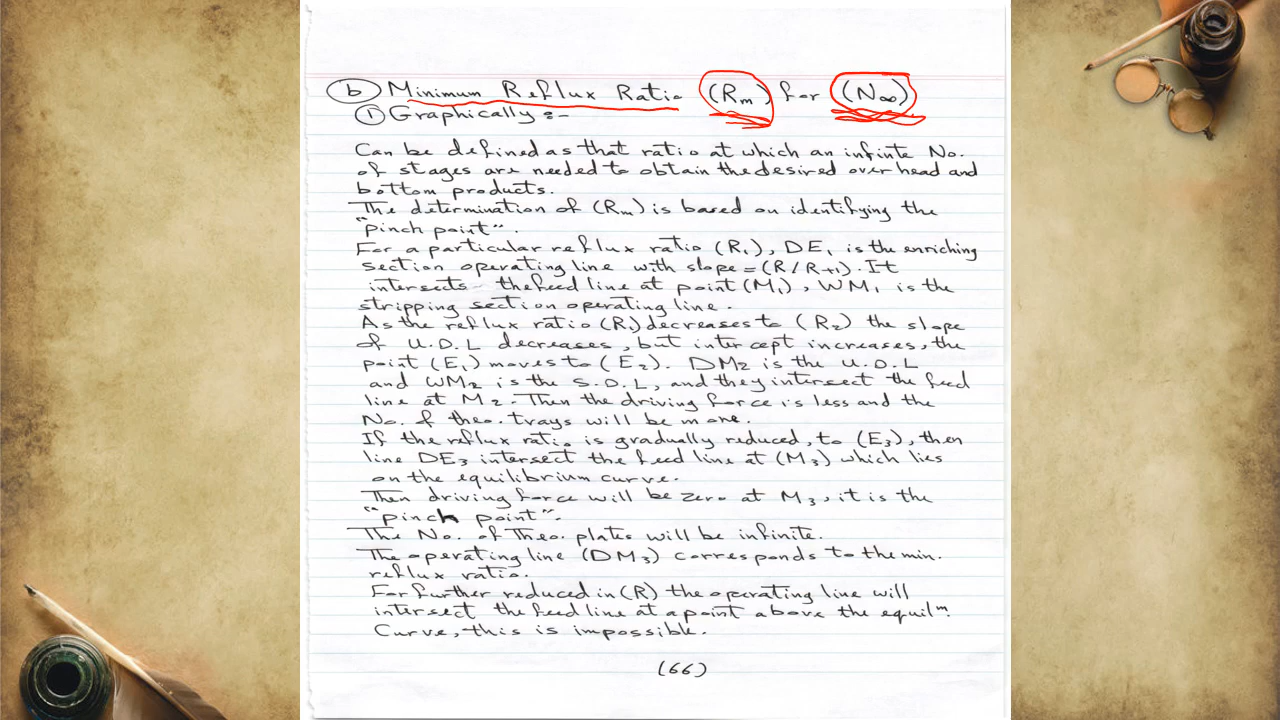 (b) Minimum Reflux Ratio (Rm) for (N∞)
(1) Graphically :-
Can be defined as that ratio at which an infinte No.
of stages are needed to obtain the desired over head and
bottom products.
The determination of (Rm) is based on identifying the
"pinch point".
For a particular reflux ratio (R1), DE1 is the enriching
section operating line with slope = (R/R+1). It
intersects the feed line at point (M1), WM1 is the
stripping section operating line.
As the reflux ratio (R1) decreases to (R2) the slope
of U.O.L decreases, but intercept increases, the
point (E1) moves to (E2). DM2 is the U.O.L
and WM2 is the S.O.L, and they intersect the feed
line at M2. Then the driving force is less and the
No. of theo. trays will be more.
If the reflux ratio is gradually reduced, to (E3), then
line DE3 intersect the feed line at (M3) which lies
on the equilibrium curve.
Then driving force will be zero at M3, it is the
"pinch point".
The No. of Theo. plates will be infinite.
The operating line (DM3) corresponds to the min.
reflux ratio.
For further reduced in (R) the operating line will
intersect the feed line at a point above the equilm.
Curve, this is impossible.
(66)